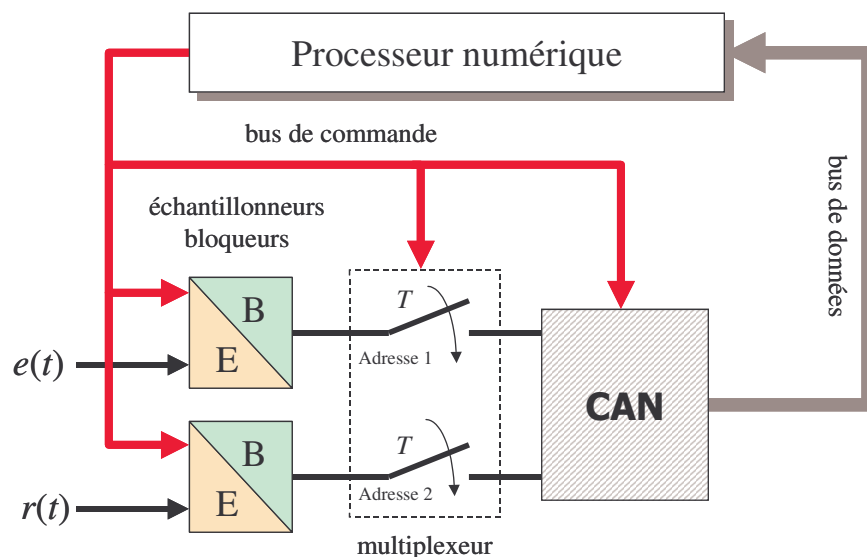 Processeur numérique
bus de commande
bus de données
échantillonneurs
bloqueurs
B
E
e(t)
T
Adresse 1
CAN
B
E
r(t)
T
Adresse 2
multiplexeur